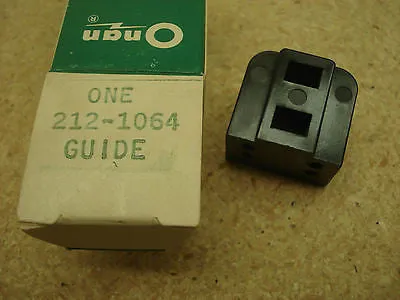 Onan
®
ONE
212-1064
GUIDE